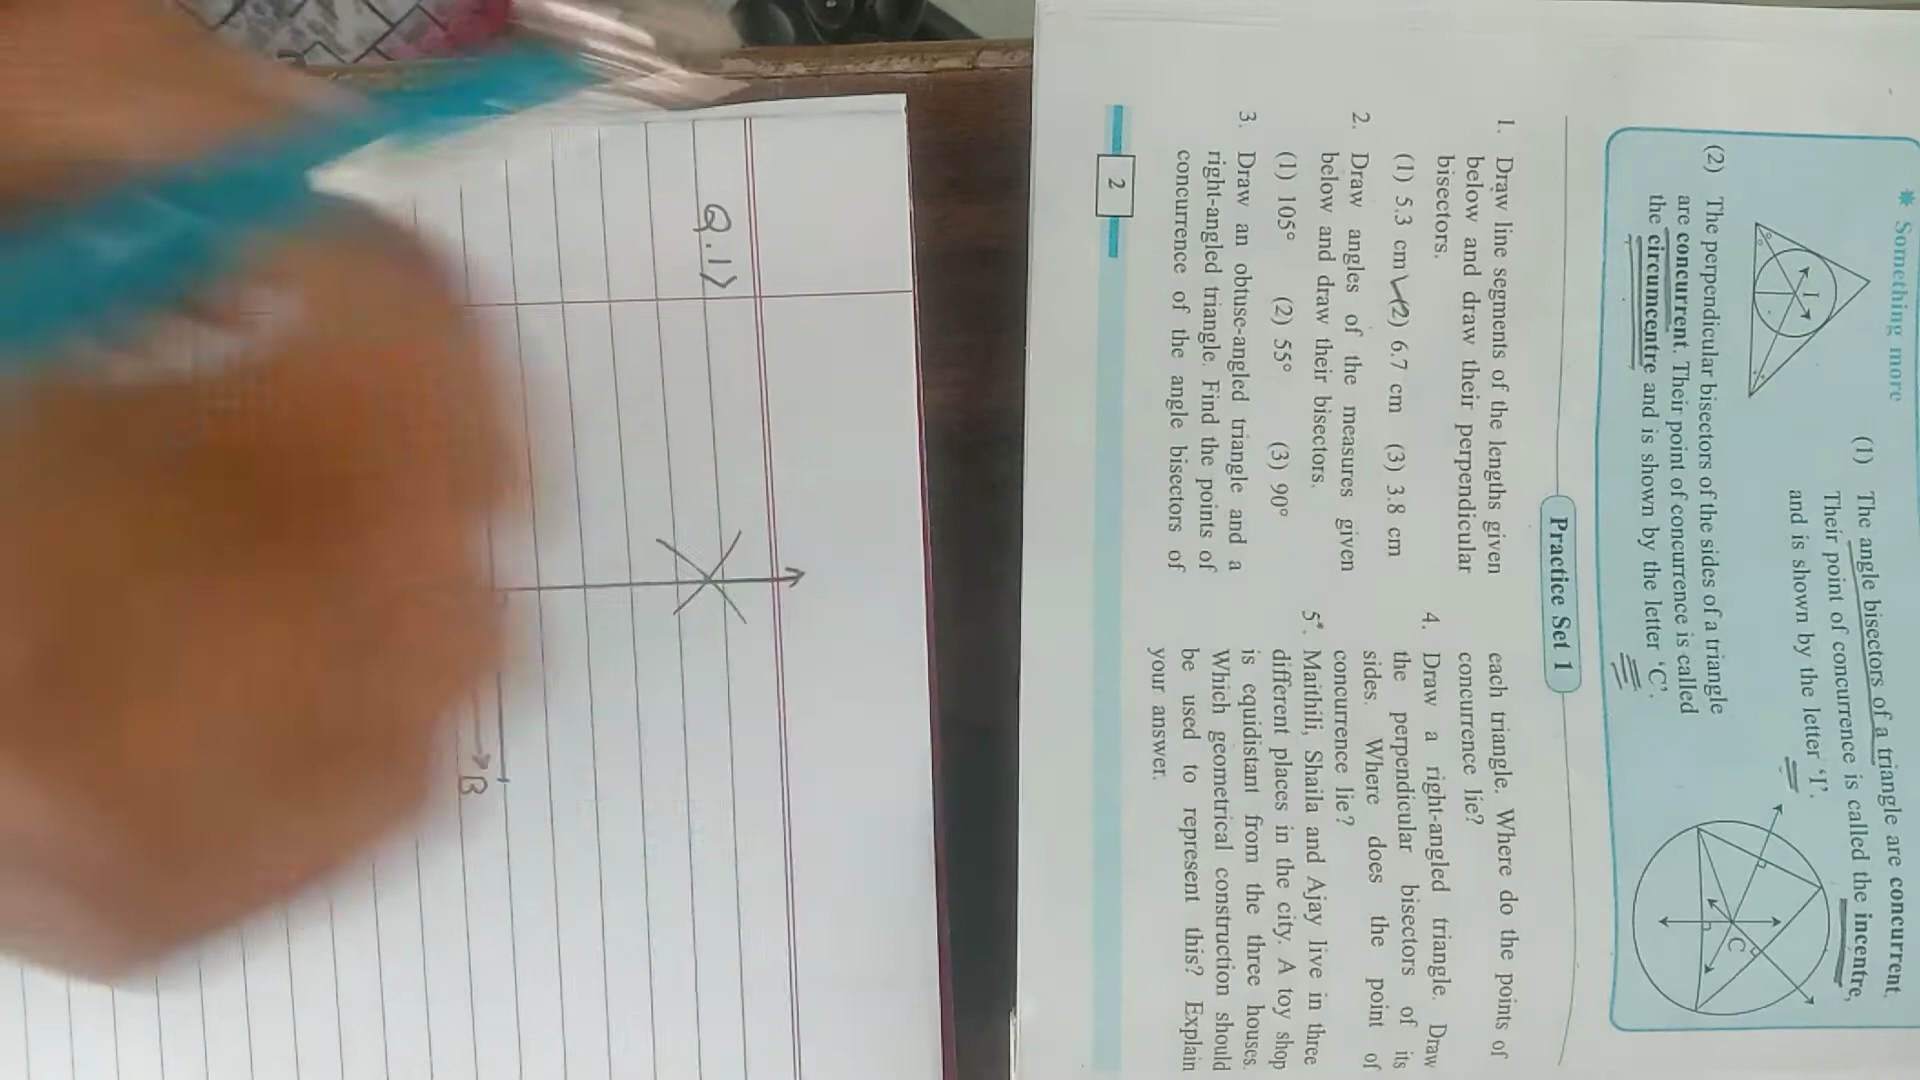 * Something more
(1) The angle bisectors of a triangle are concurrent.
Their point of concurrence is called the incentre,
and is shown by the letter ‘I’.
I
(2) The perpendicular bisectors of the sides of a triangle
are concurrent. Their point of concurrence is called
the circumcentre and is shown by the letter ‘C’.
C
Practice Set 1
1. Draw line segments of the lengths given
below and draw their perpendicular
bisectors.
(1) 5.3 cm (2) 6.7 cm (3) 3.8 cm
2. Draw angles of the measures given
below and draw their bisectors.
(1) 105° (2) 55° (3) 90°
3. Draw an obtuse-angled triangle and a
right-angled triangle. Find the points of
concurrence of the angle bisectors of
each triangle. Where do the points of
concurrence lie?
4. Draw a right-angled triangle. Draw
the perpendicular bisectors of its
sides. Where does the point of
concurrence lie?
5*. Maithili, Shaila and Ajay live in three
different places in the city. A toy shop
is equidistant from the three houses.
Which geometrical construction should
be used to represent this? Explain
your answer.
2
Q.1>
B